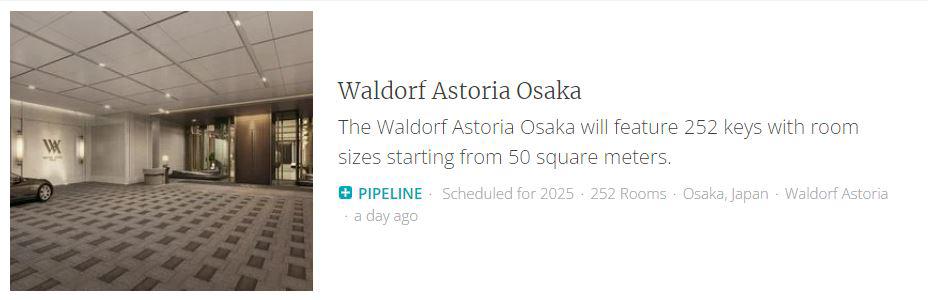 Waldorf Astoria Osaka
The Waldorf Astoria Osaka will feature 252 keys with room
sizes starting from 50 square meters.
PIPELINE · Scheduled for 2025 · 252 Rooms · Osaka, Japan · Waldorf Astoria
· a day ago